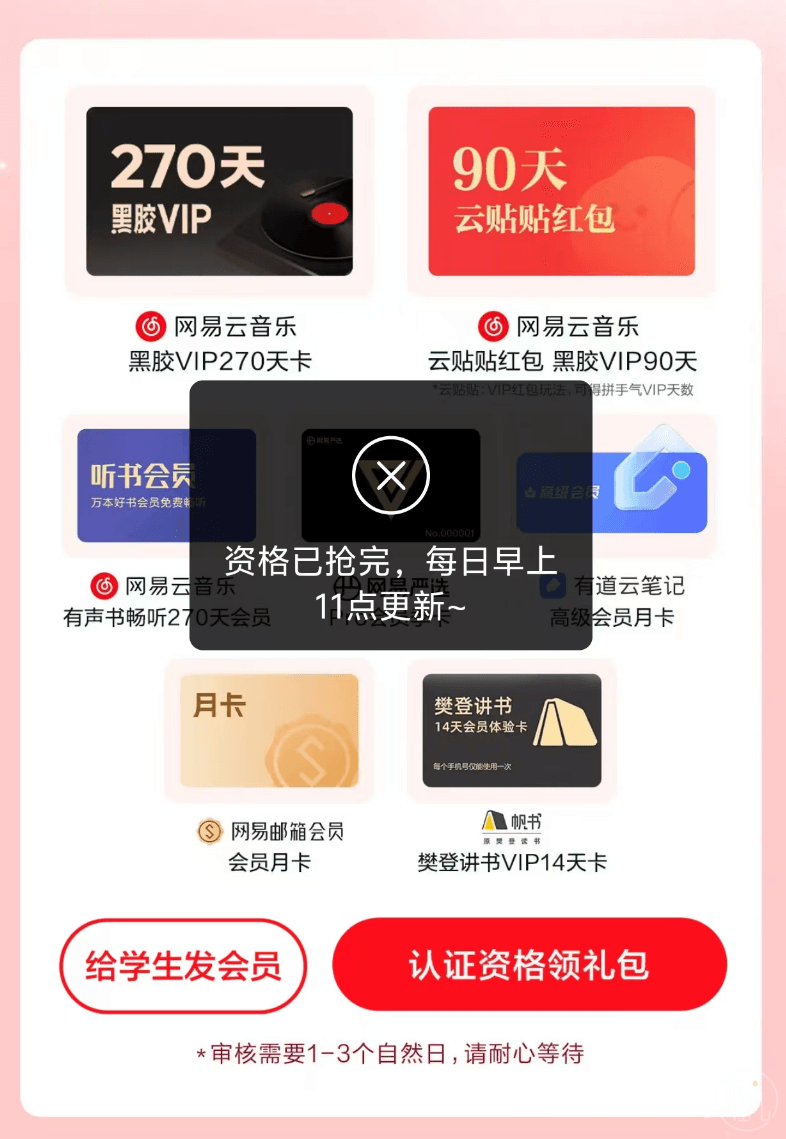 270天
黑胶VIP
90天
云贴贴红包
网易云音乐
黑胶VIP270天卡
网易云音乐
云贴贴红包 黑胶VIP90天
*云贴贴:VIP红包玩法,可得拼手气VIP天数
听书会员
万本好书会员免费畅听
网易严选
No.000001
高级会员
资格已抢完，每日早上
11点更新~
网易云音乐
有声书畅听270天会员
网易严选
Pro会员季卡
有道云笔记
高级会员月卡
月卡
樊登讲书
14天会员体验卡
每个手机号仅能使用一次
网易邮箱会员
会员月卡
帆书
原樊登读书
樊登讲书VIP14天卡
给学生发会员
认证资格领礼包
*审核需要1-3个自然日,请耐心等待